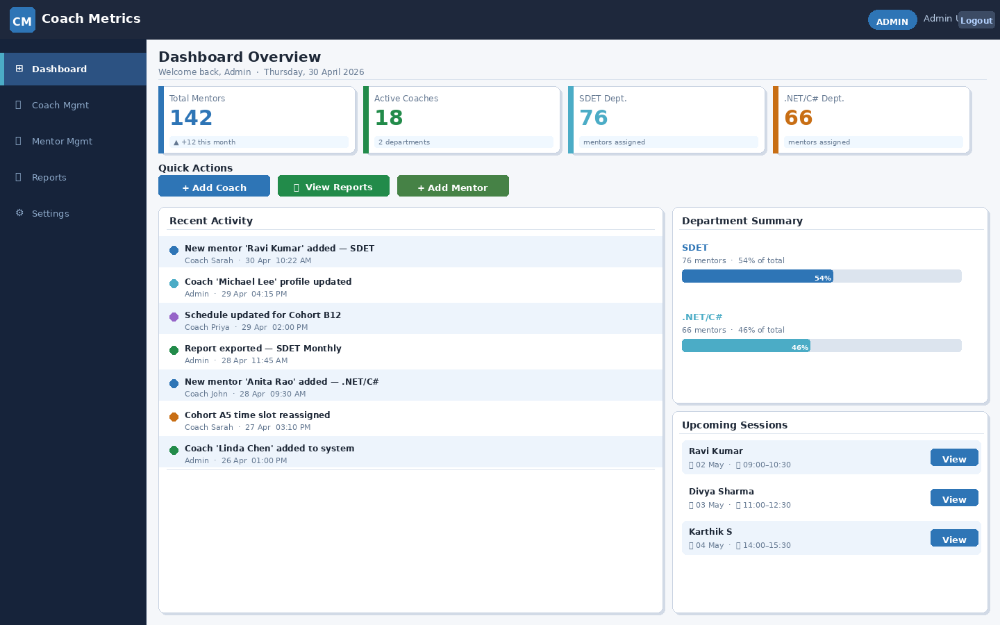 CM Coach Metrics
ADMIN Admin U Logout
Dashboard
Coach Mgmt
Mentor Mgmt
Reports
Settings
Dashboard Overview
Welcome back, Admin · Thursday, 30 April 2026
Total Mentors
142
▲ +12 this month
Active Coaches
18
2 departments
SDET Dept.
76
mentors assigned
.NET/C# Dept.
66
mentors assigned
Quick Actions
+ Add Coach
View Reports
+ Add Mentor
Recent Activity
New mentor 'Ravi Kumar' added — SDET
Coach Sarah · 30 Apr 10:22 AM
Coach 'Michael Lee' profile updated
Admin · 29 Apr 04:15 PM
Schedule updated for Cohort B12
Coach Priya · 29 Apr 02:00 PM
Report exported — SDET Monthly
Admin · 28 Apr 11:45 AM
New mentor 'Anita Rao' added — .NET/C#
Coach John · 28 Apr 09:30 AM
Cohort A5 time slot reassigned
Coach Sarah · 27 Apr 03:10 PM
Coach 'Linda Chen' added to system
Admin · 26 Apr 01:00 PM
Department Summary
SDET
76 mentors · 54% of total
54%
.NET/C#
66 mentors · 46% of total
46%
Upcoming Sessions
Ravi Kumar
02 May · 09:00–10:30
View
Divya Sharma
03 May · 11:00–12:30
View
Karthik S
04 May · 14:00–15:30
View